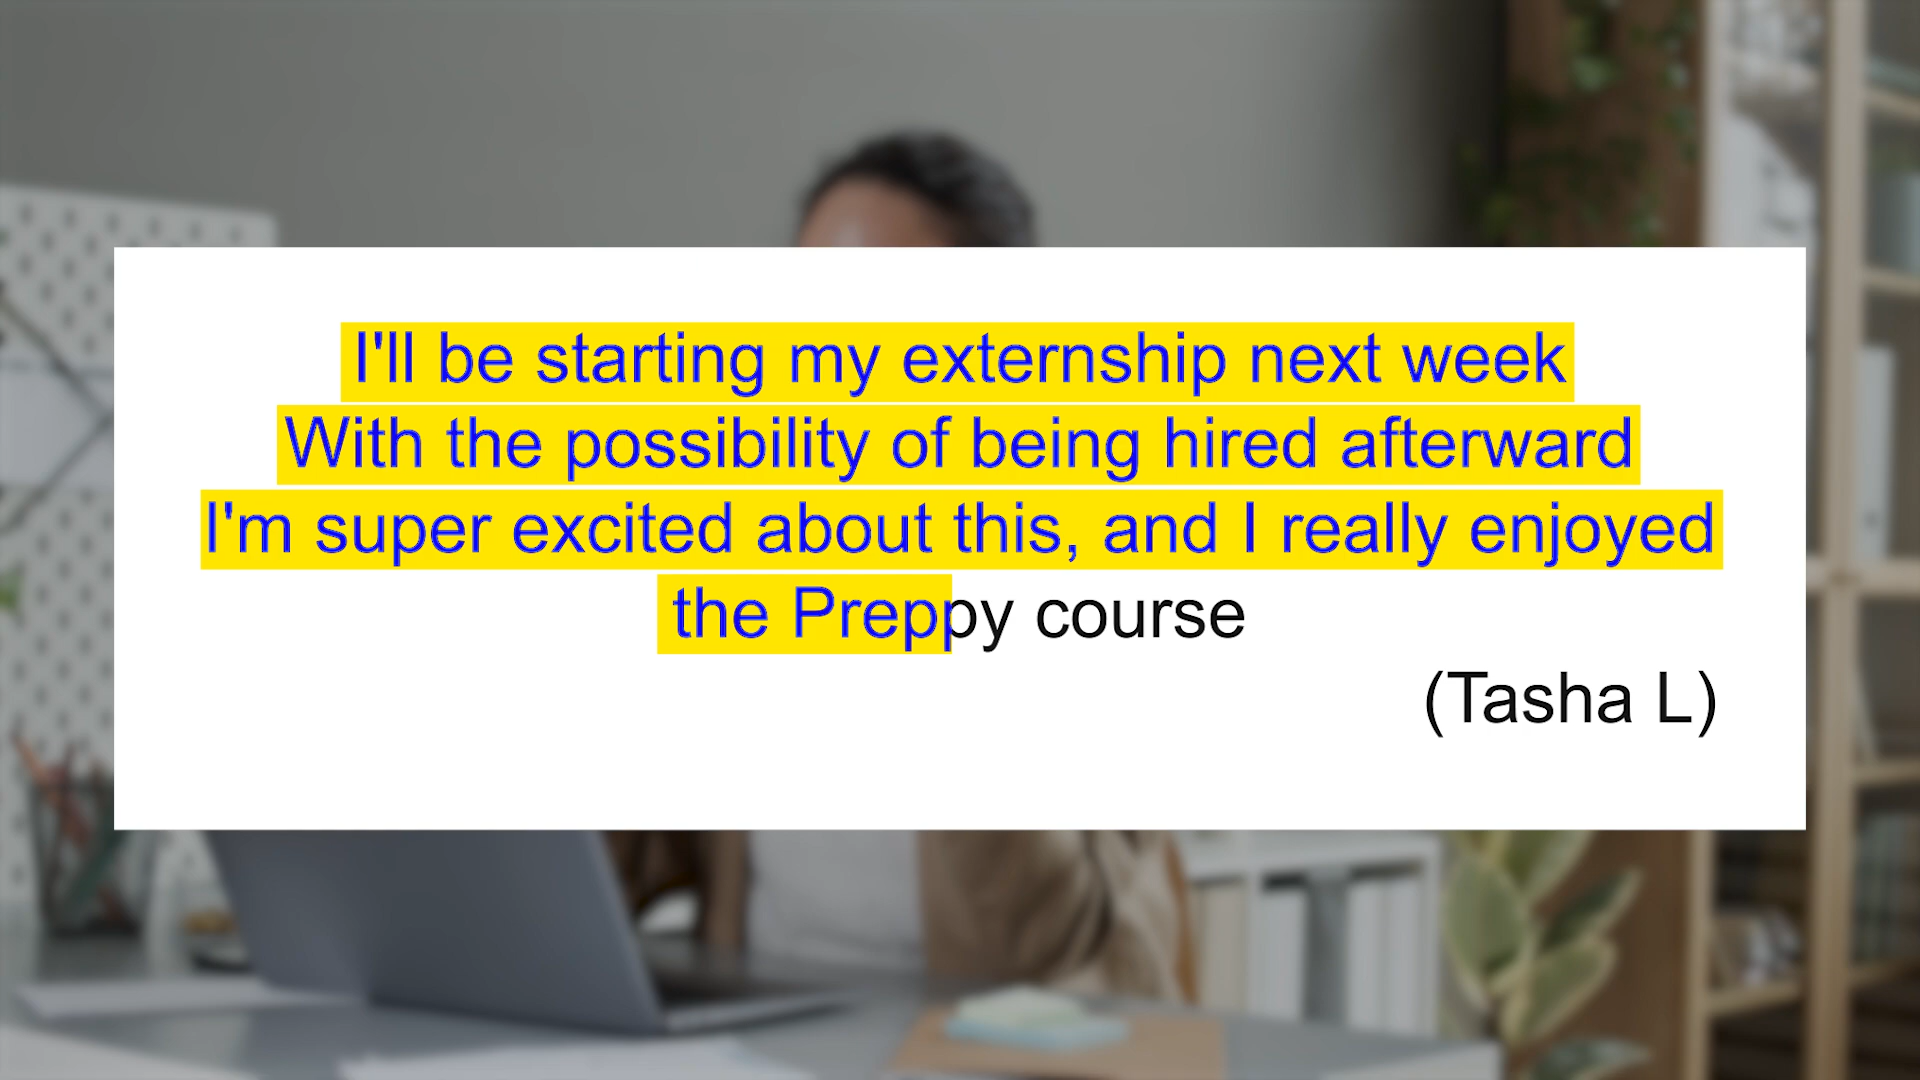 I'll be starting my externship next week
With the possibility of being hired afterward
I'm super excited about this, and I really enjoyed
the Preppy course
(Tasha L)